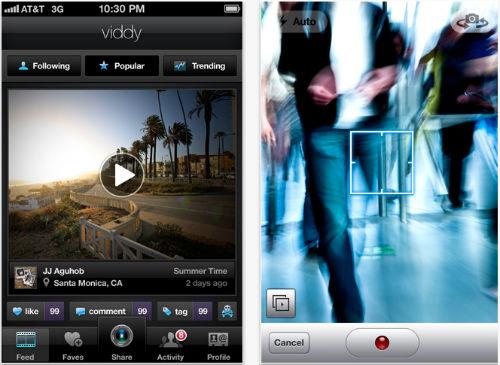 AT&T 3G 10:30 PM
viddy
Following Popular Trending
JJ Aguhob Summer Time
Santa Monica, CA 2 days ago
like 99 comment 99 tag 99
8
Feed Faves Share Activity Profile
Auto
Cancel